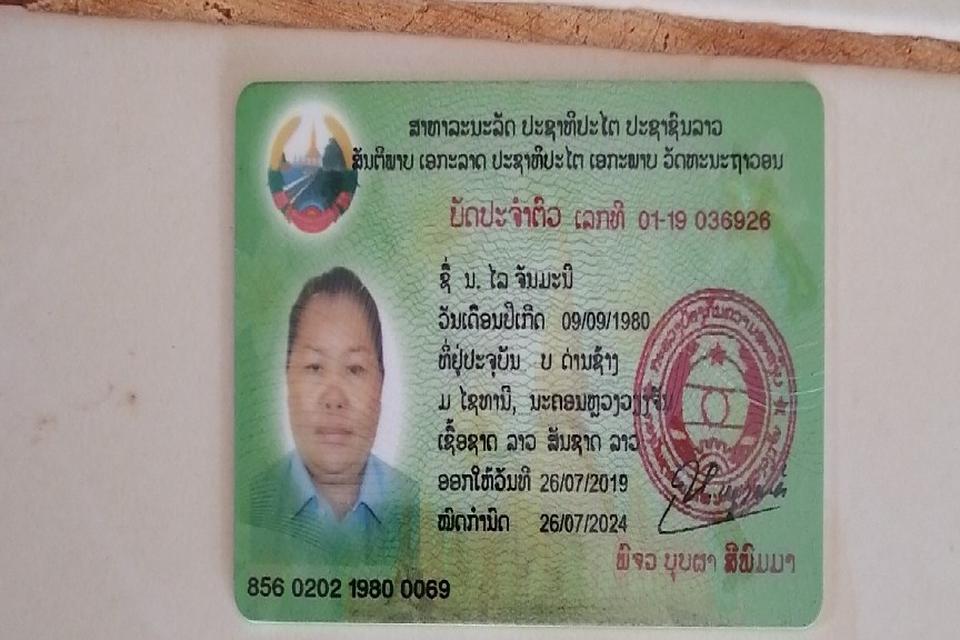 ສາທາລະນະລັດ ປະຊາທິປະໄຕ ປະຊາຊົນລາວ
ສັນຕິພາບ ເອກະລາດ ປະຊາທິປະໄຕ ເອກະພາບ ວັດທະນະຖາວອນ
ບັດປະຈຳຕົວ ເລກທີ 01-19 036926
ຊື່ ນ. ໄລ ຈັນມະນີ
ວັນເດືອນປີເກີດ 09/09/1980
ທີ່ຢູ່ປະຈຸບັນ ບ ດ່ານຊ້າງ
ມ ໄຊທານີ, ນະຄອນຫຼວງວຽງຈັນ
ເຊື້ອຊາດ ລາວ ສັນຊາດ ລາວ
ອອກໃຫ້ວັນທີ 26/07/2019
ໝົດກຳນົດ 26/07/2024
ພົຈວ ບຸບຜາ ສີພົມມາ
856 0202 1980 0069